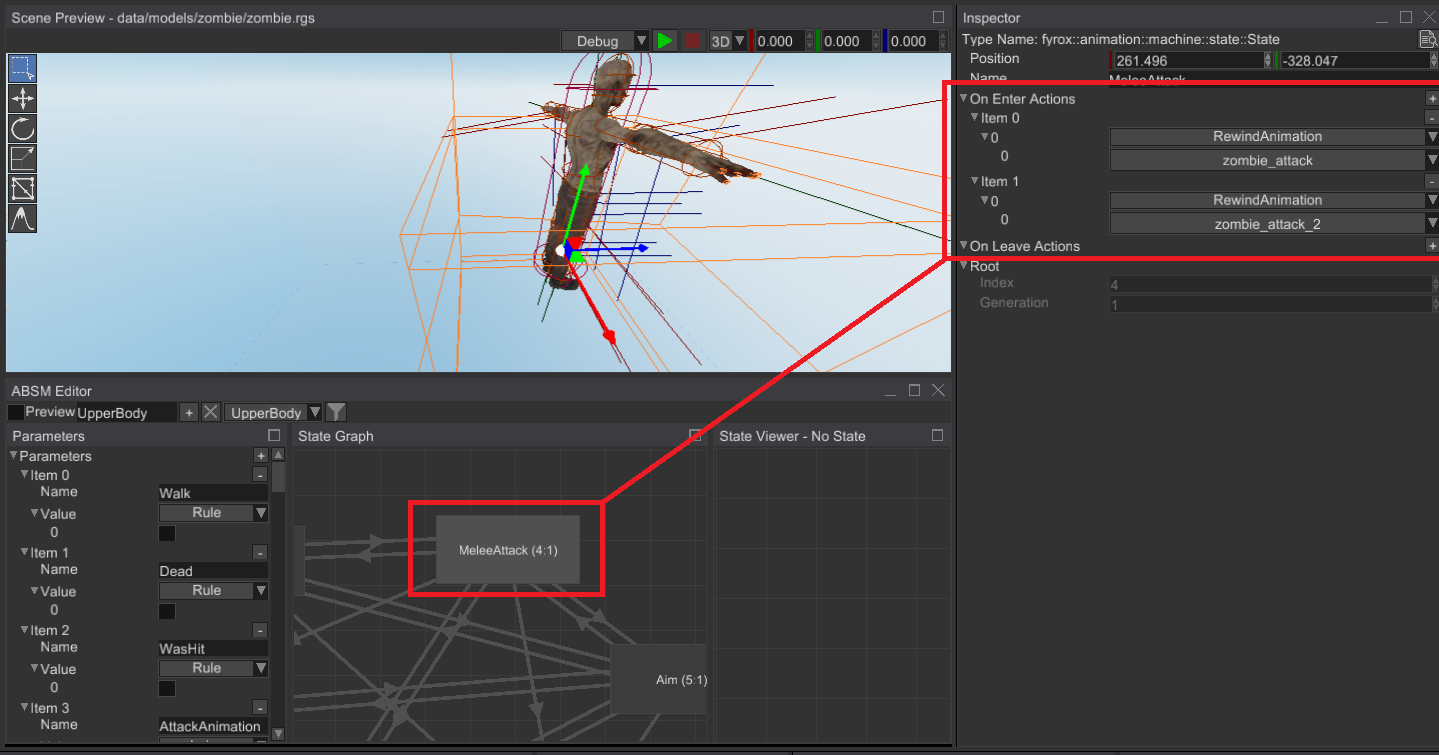 Scene Preview - data/models/zombie/zombie.rgs
Debug 3D 0.000 0.000 0.000
Inspector
Type Name: fyrox::animation::machine::state::State
Position 261.496 -328.047
Name MeleeAttack
On Enter Actions +
Item 0 -
0 RewindAnimation
0 zombie_attack
Item 1 -
0 RewindAnimation
0 zombie_attack_2
On Leave Actions +
Root
Index 4
Generation 1
ABSM Editor
Preview UpperBody + UpperBody
Parameters
Parameters +
Item 0 -
Name Walk
Value Rule
0
Item 1 -
Name Dead
Value Rule
0
Item 2 -
Name WasHit
Value Rule
0
Item 3 -
Name AttackAnimation
State Graph
MeleeAttack (4:1)
Aim (5:1)
State Viewer - No State